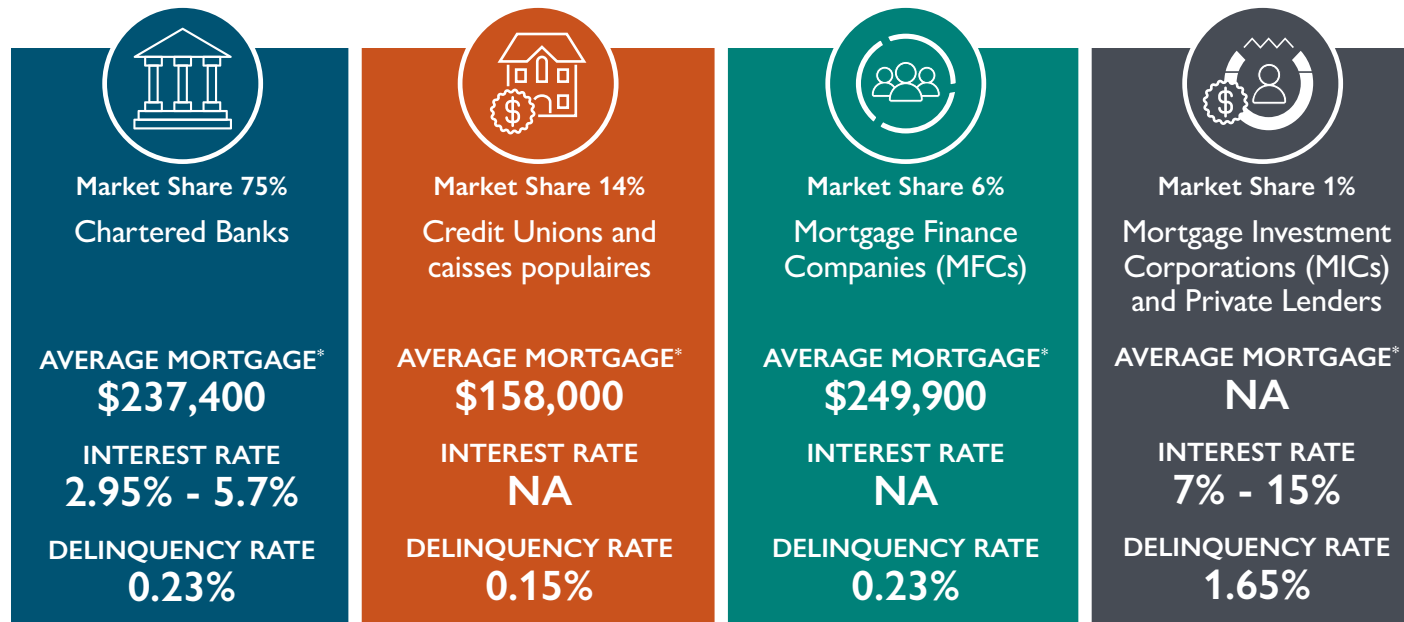 Market Share 75%
Chartered Banks
AVERAGE MORTGAGE*
$237,400
INTEREST RATE
2.95% - 5.7%
DELINQUENCY RATE
0.23%
$
Market Share 14%
Credit Unions and
caisses populaires
AVERAGE MORTGAGE*
$158,000
INTEREST RATE
NA
DELINQUENCY RATE
0.15%
Market Share 6%
Mortgage Finance
Companies (MFCs)
AVERAGE MORTGAGE*
$249,900
INTEREST RATE
NA
DELINQUENCY RATE
0.23%
$
Market Share 1%
Mortgage Investment
Corporations (MICs)
and Private Lenders
AVERAGE MORTGAGE*
NA
INTEREST RATE
7% - 15%
DELINQUENCY RATE
1.65%